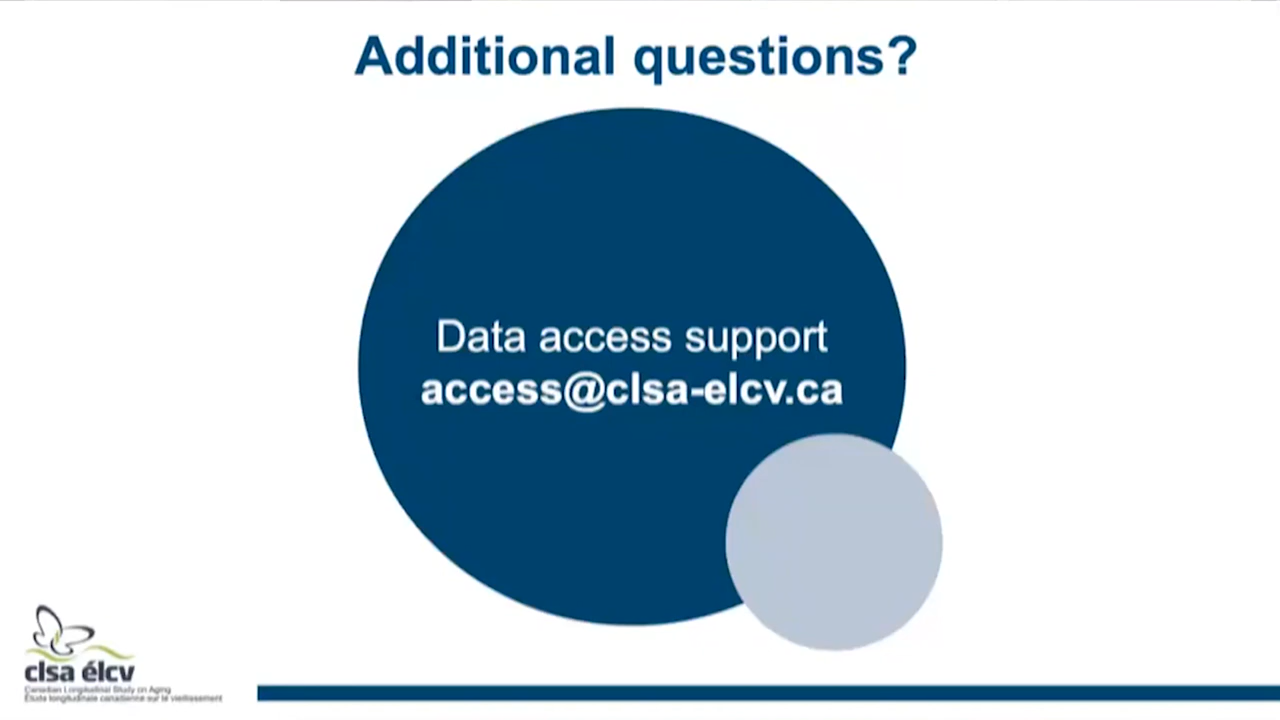 Additional questions?
Data access support
access@clsa-elcv.ca
clsa élcv
Canadian Longitudinal Study on Aging
Étude longitudinale canadienne sur le vieillissement